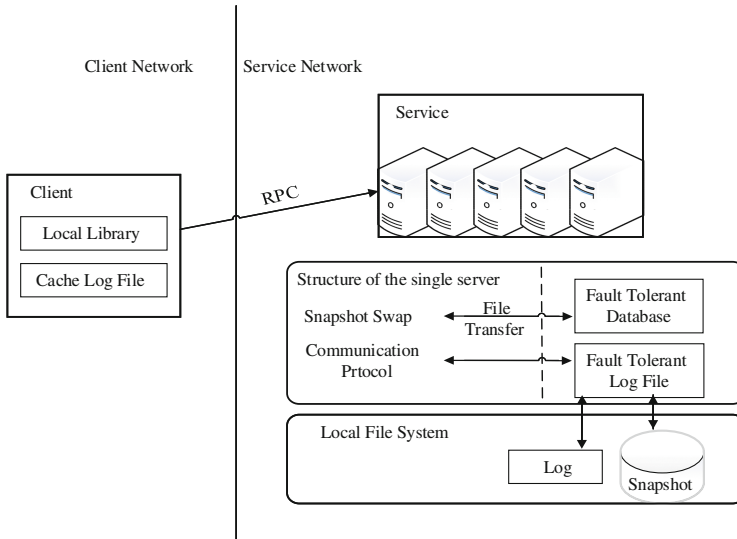 Client Network
Service Network
Service
Client
RPC
Local Library
Cache Log File
Structure of the single server
Snapshot Swap
File
Transfer
Fault Tolerant
Database
Communication
Prtocol
Fault Tolerant
Log File
Local File System
Log
Snapshot